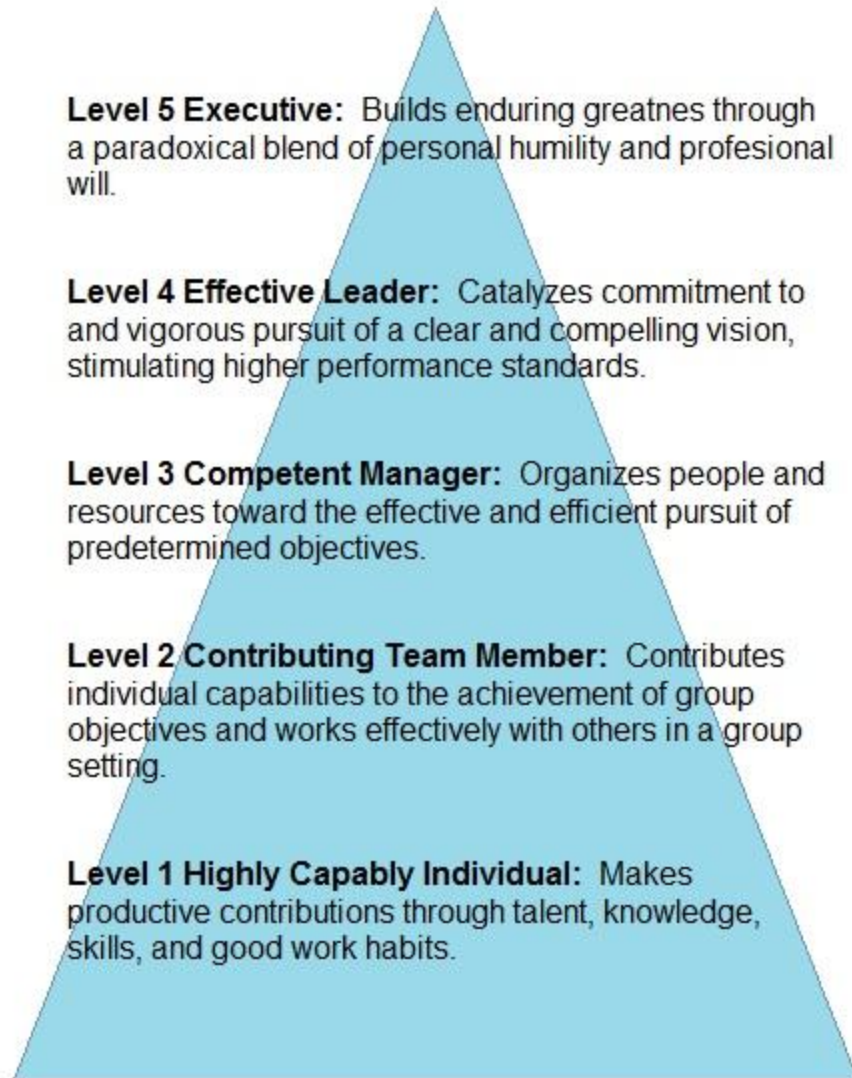 Level 5 Executive:  Builds enduring greatnes through
a paradoxical blend of personal humility and profesional
will.
Level 4 Effective Leader:  Catalyzes commitment to
and vigorous pursuit of a clear and compelling vision,
stimulating higher performance standards.
Level 3 Competent Manager:  Organizes people and
resources toward the effective and efficient pursuit of
predetermined objectives.
Level 2 Contributing Team Member:  Contributes
individual capabilities to the achievement of group
objectives and works effectively with others in a group
setting.
Level 1 Highly Capably Individual:  Makes
productive contributions through talent, knowledge,
skills, and good work habits.